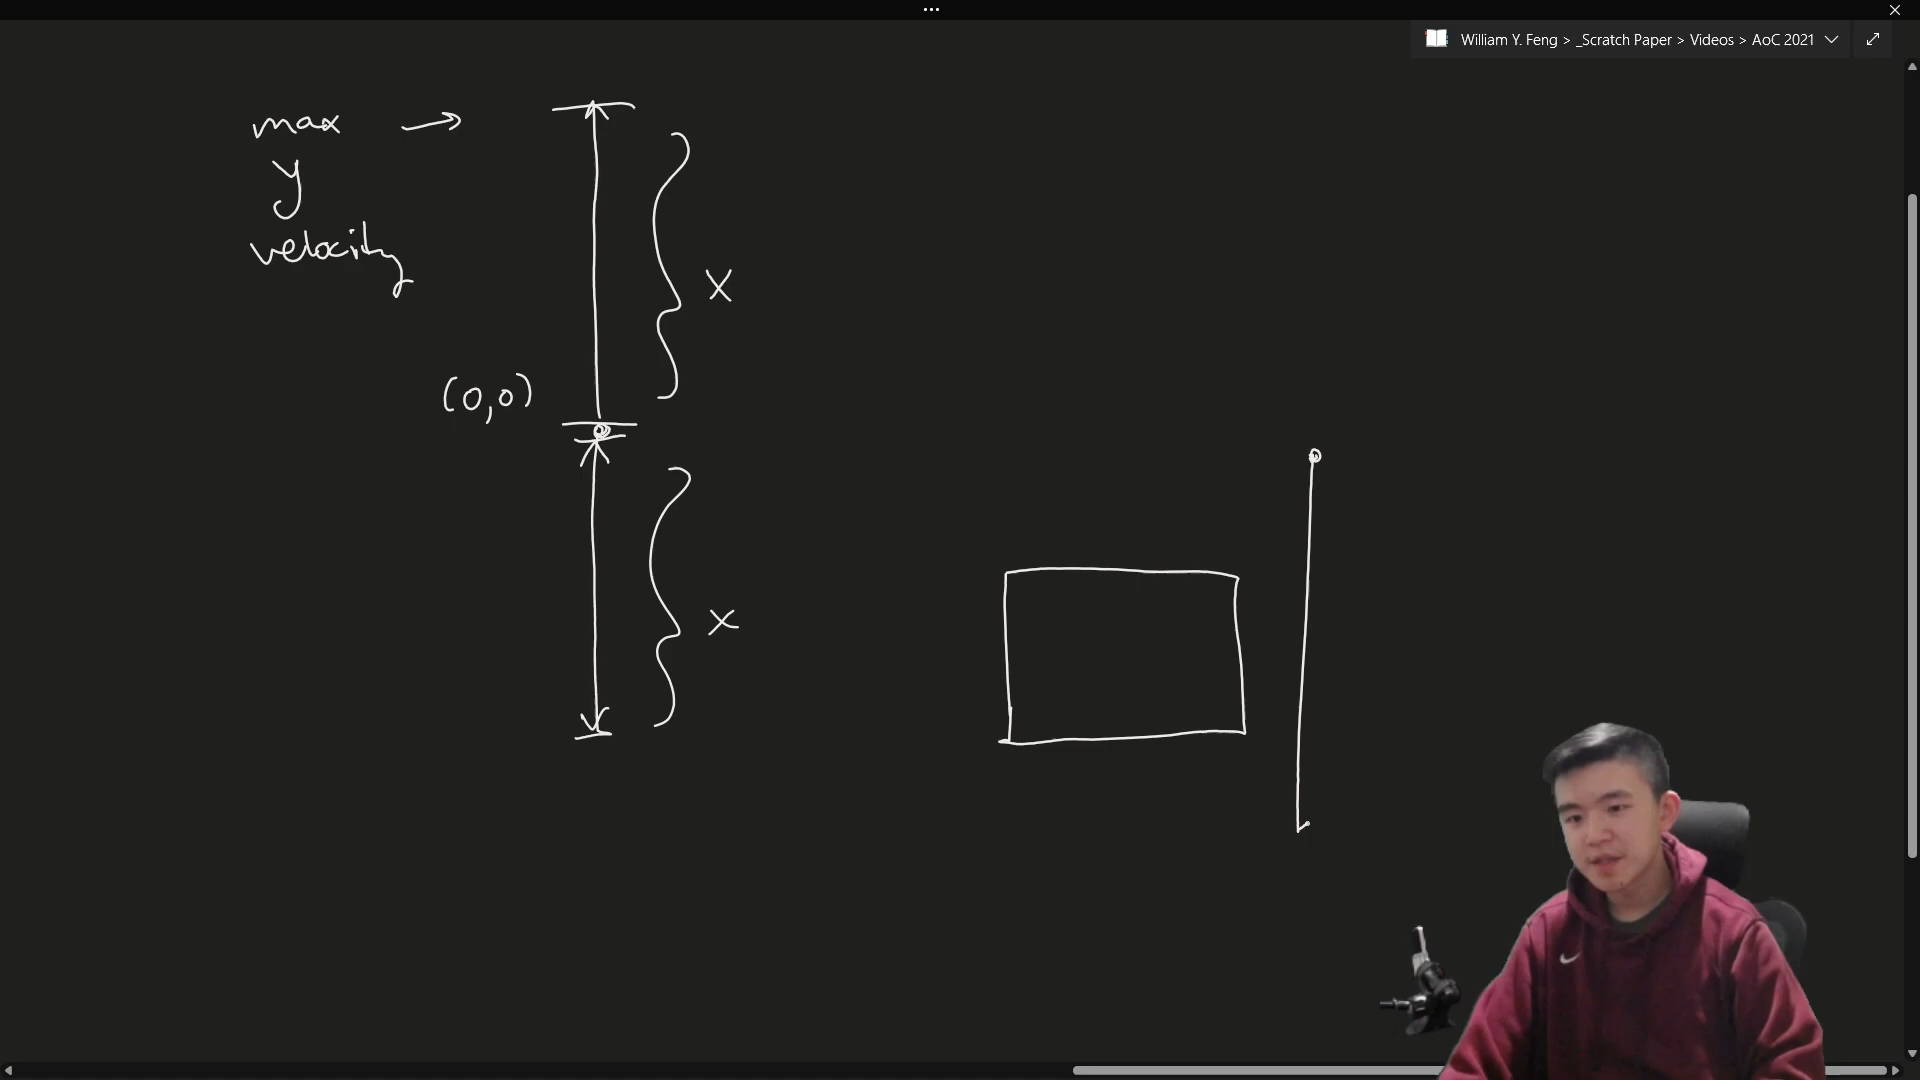 ...
William Y. Feng > _Scratch Paper > Videos > AoC 2021
max
y
velocity
X
(0,0)
X